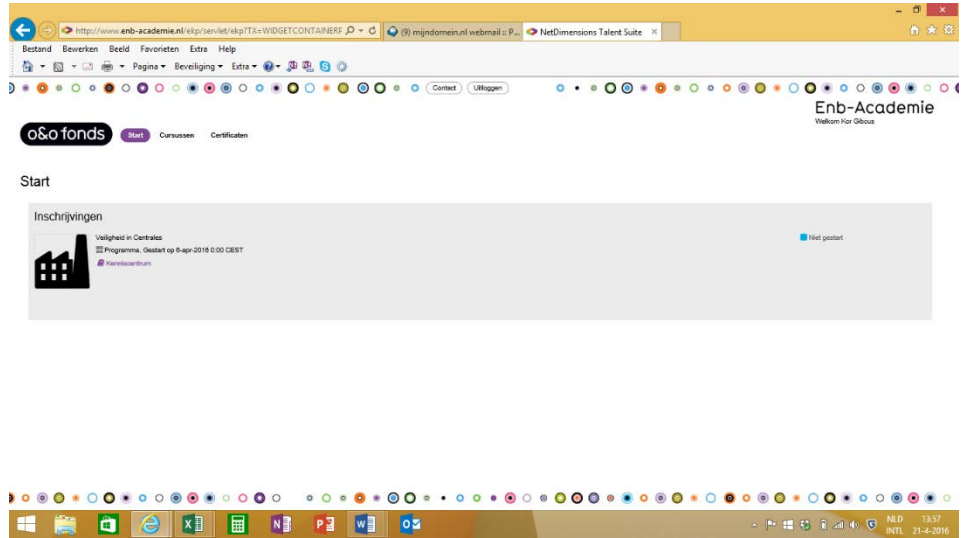 http://www.enb-academie.nl/ekp/servlet/ekp?TX=WIDGETCONTAINERF
(9) mijndomein.nl webmail :: P...
NetDimensions Talent Suite
Bestand Bewerken Beeld Favorieten Extra Help
Pagina Beveiliging Extra
Contact Uitloggen
Enb-Academie
Welkom Kor Gibcus
o&o fonds Start Cursussen Certificaten
Start
Inschrijvingen
Veiligheid in Centrales Niet gestart
Programma, Gestart op 6-apr-2016 0:00 CEST
Kenniscentrum
NLD 13:57
INTL 21-4-2016